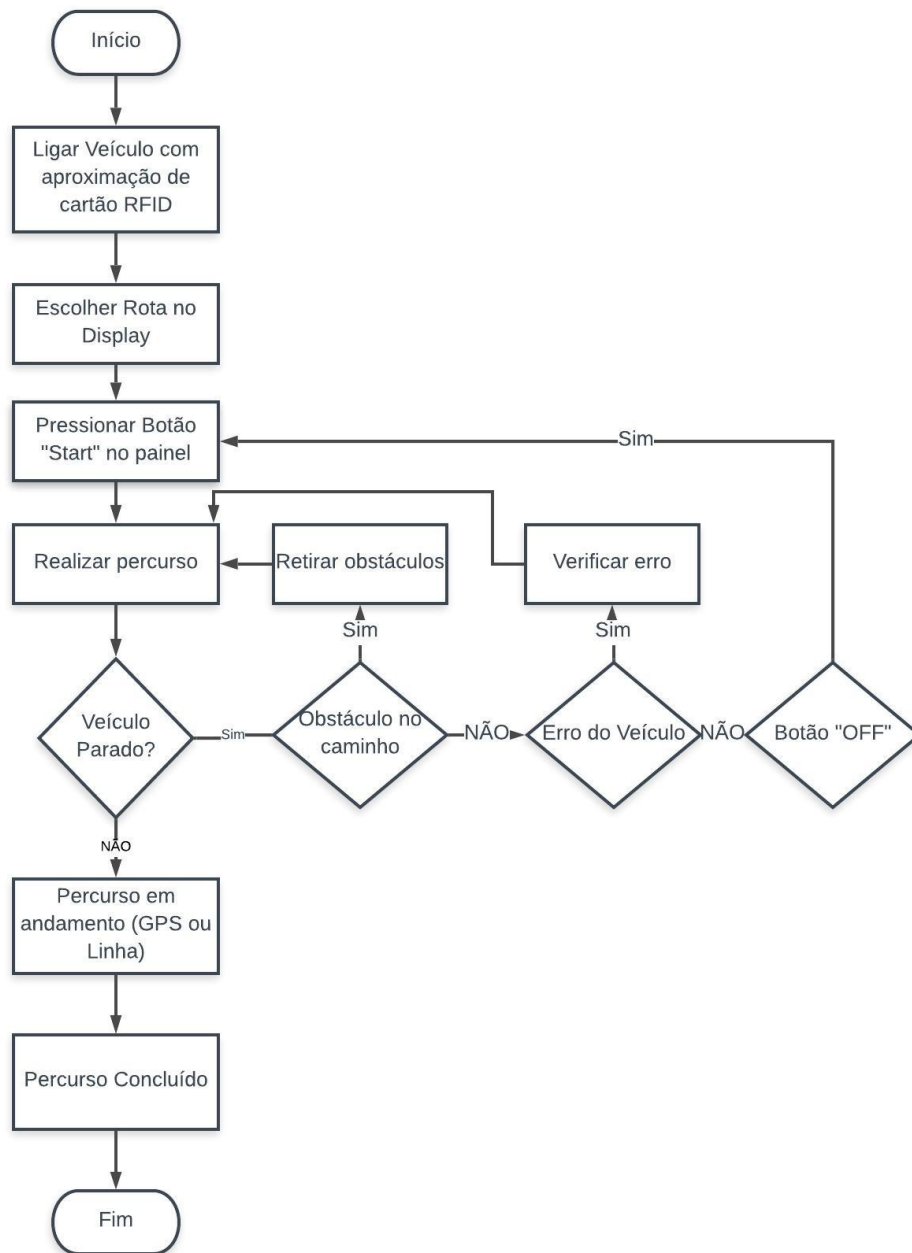 Início
Ligar Veículo com
aproximação de
cartão RFID
Escolher Rota no
Display
Pressionar Botão
"Start" no painel
Sim
Realizar percurso
Retirar obstáculos
Verificar erro
Sim
Sim
Veículo
Parado?
Sim
Obstáculo no
caminho
NÃO
Erro do Veículo
NÃO
Botão "OFF"
NÃO
Percurso em
andamento (GPS ou
Linha)
Percurso Concluído
Fim